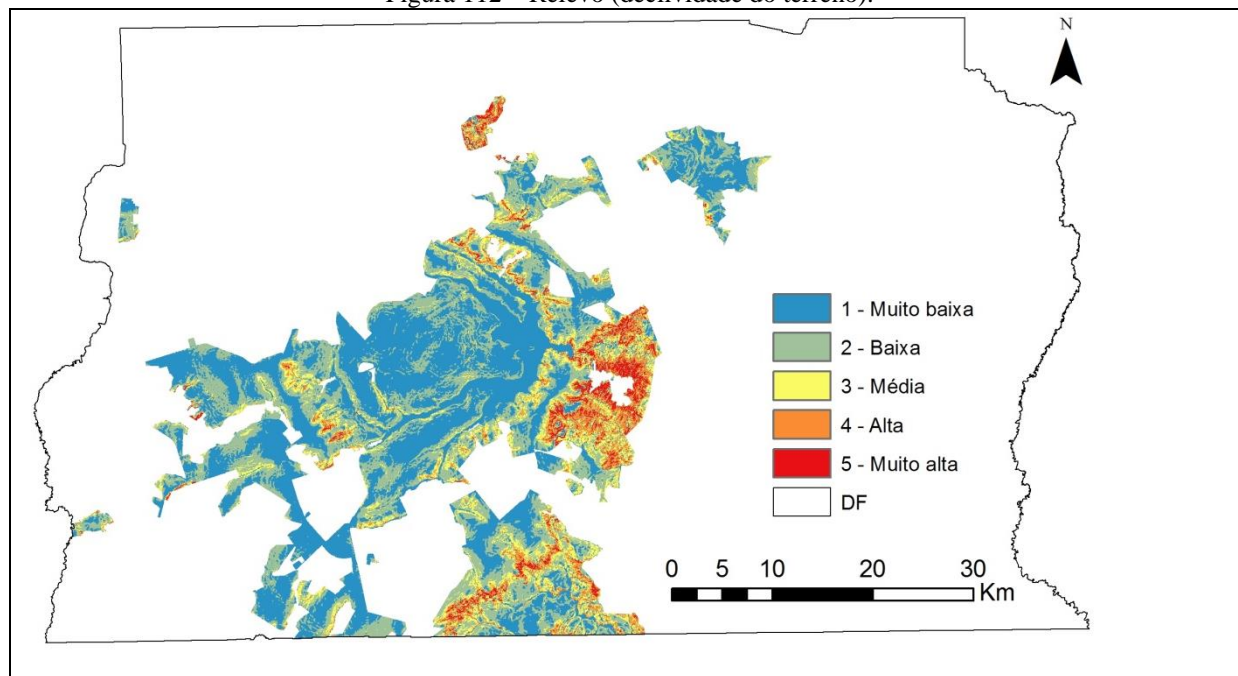 Figura 112 – Relevo (declividade do terreno).
N
1 - Muito baixa
2 - Baixa
3 - Média
4 - Alta
5 - Muito alta
DF
0 5 10 20 30
Km